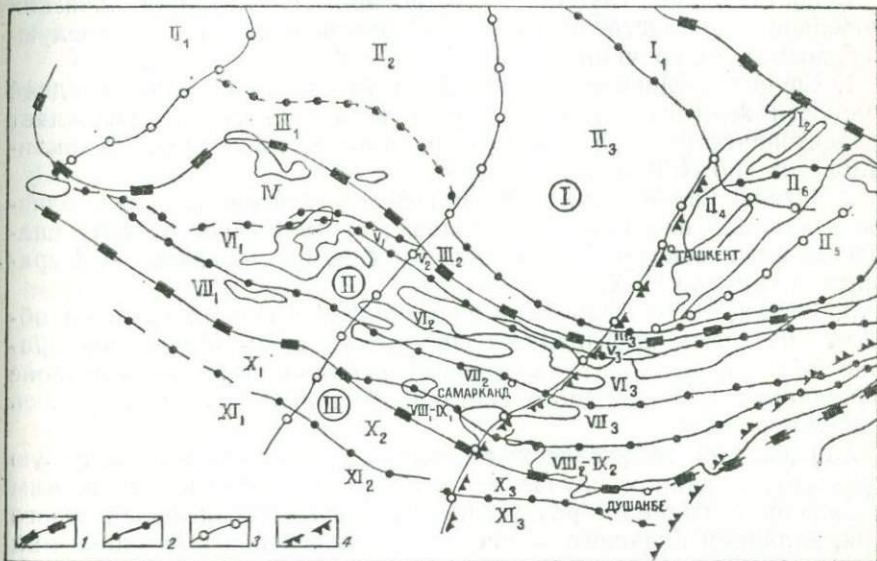 II₁
II₂
I₁
I₂
III₁
II₃
I
II₆
IV
II₄
VI₁
V₁
V₂
III₂
ТАШКЕНТ
II₅
VII₁
II
VI₂
III₃
V₃
X₁
VII₂
VI₃
САМАРКАНД
XI₁
III
VIII₁-IX₁
VII₃
X₂
VIII₂-IX₂
XI₂
X₃
ДУШАНБЕ
XI₃
1 2 3 4